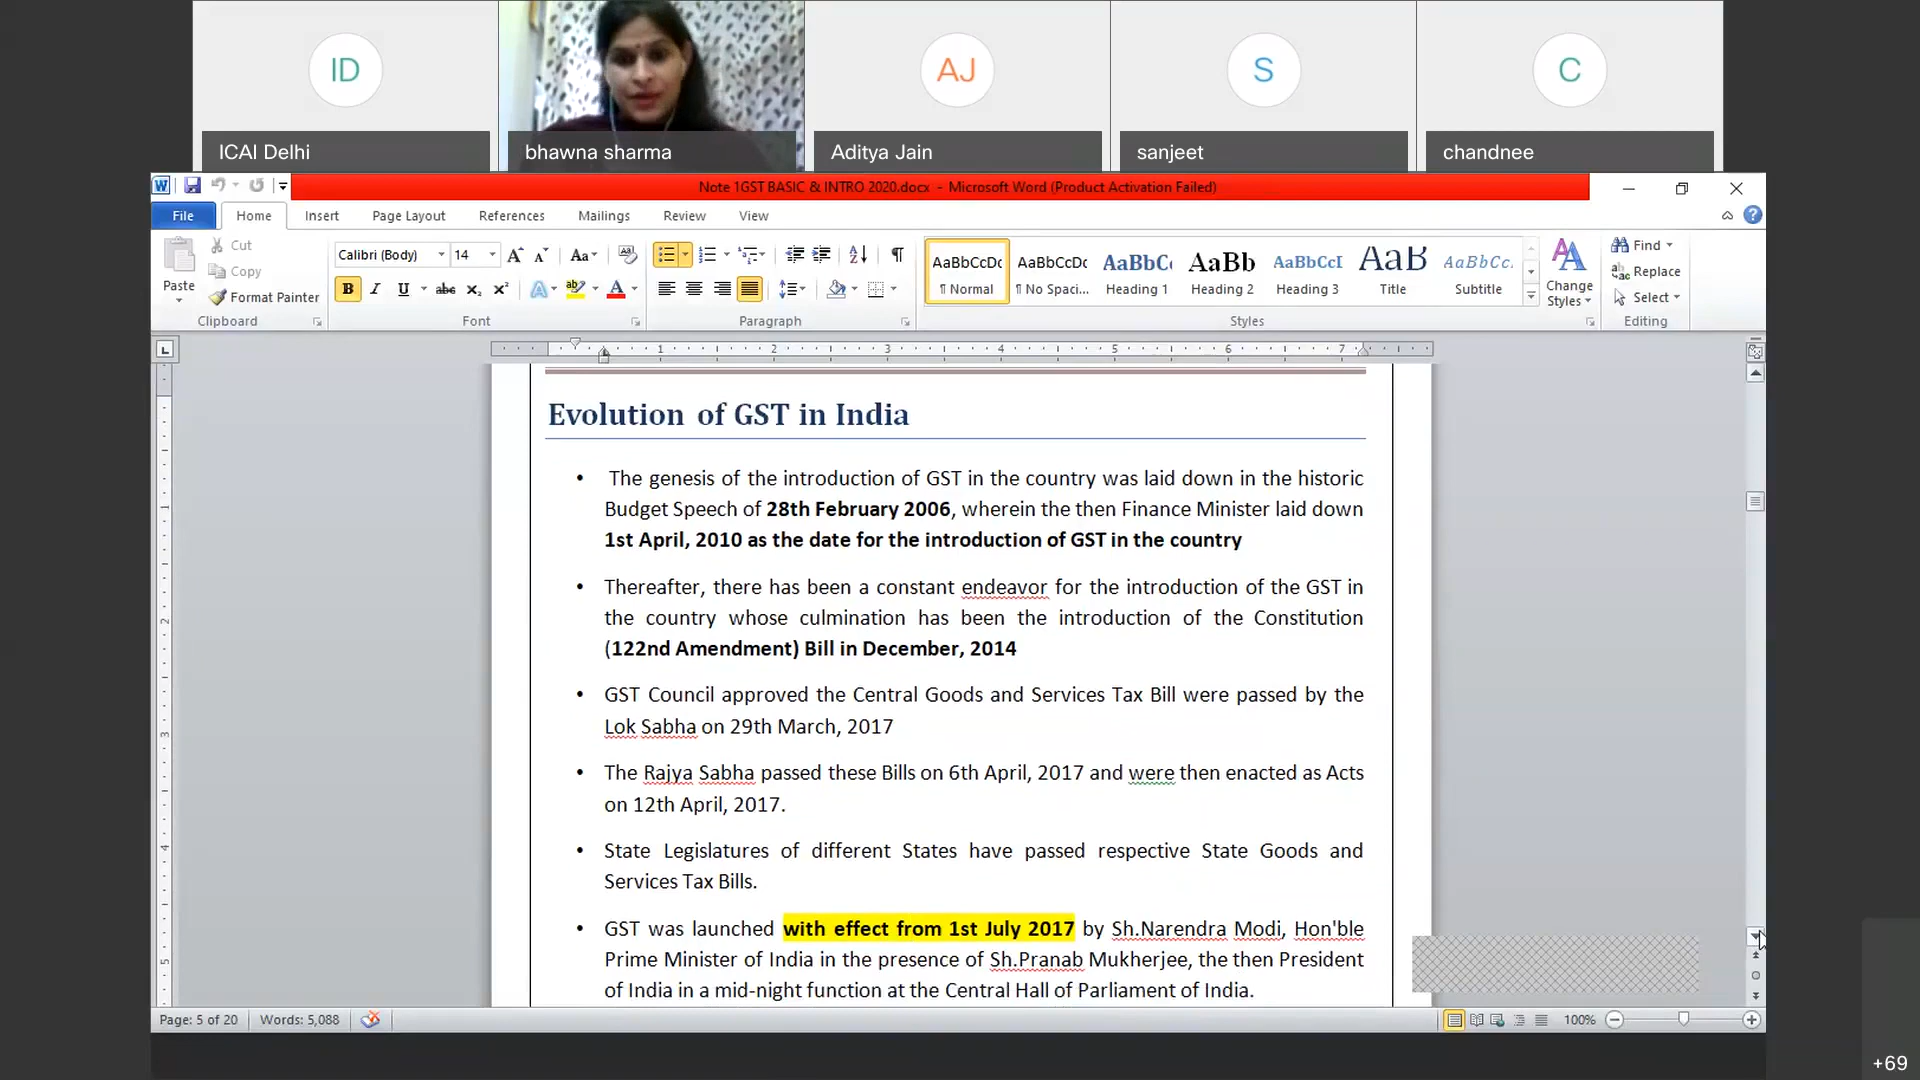 ID
AJ
S
C
ICAI Delhi
bhawna sharma
Aditya Jain
sanjeet
chandnee
Note 1GST BASIC & INTRO 2020.docx - Microsoft Word (Product Activation Failed)
File Home Insert Page Layout References Mailings Review View
Paste
Cut
Copy
Format Painter
Clipboard
Calibri (Body) 14
Font
Paragraph
AaBbCcDc AaBbCcDc AaBbC AaBb AaBbCcI AaB AaBbCc.
¶ Normal ¶ No Spaci... Heading 1 Heading 2 Heading 3 Title Subtitle
Change
Styles
Styles
Find
Replace
Select
Editing
1 2 3 4 5 6 7
Evolution of GST in India
• The genesis of the introduction of GST in the country was laid down in the historic
Budget Speech of 28th February 2006, wherein the then Finance Minister laid down
1st April, 2010 as the date for the introduction of GST in the country
• Thereafter, there has been a constant endeavor for the introduction of the GST in
the country whose culmination has been the introduction of the Constitution
(122nd Amendment) Bill in December, 2014
• GST Council approved the Central Goods and Services Tax Bill were passed by the
Lok Sabha on 29th March, 2017
• The Rajya Sabha passed these Bills on 6th April, 2017 and were then enacted as Acts
on 12th April, 2017.
• State Legislatures of different States have passed respective State Goods and
Services Tax Bills.
• GST was launched with effect from 1st July 2017 by Sh.Narendra Modi, Hon'ble
Prime Minister of India in the presence of Sh.Pranab Mukherjee, the then President
of India in a mid-night function at the Central Hall of Parliament of India.
Page: 5 of 20 Words: 5,088 100%
+69